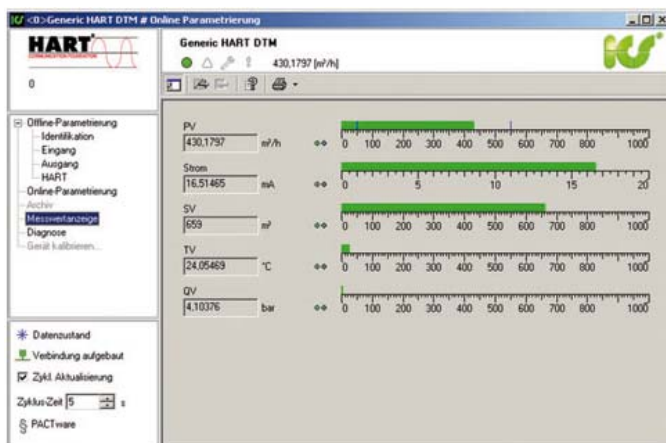 <0>Generic HART DTM # Online Parametrierung
HART
COMMUNICATION FOUNDATION
0
Generic HART DTM
430,1797 [m³/h]
ICS
Offline-Parametrierung
Identifikation
Eingang
Ausgang
HART
Online-Parametrierung
Archiv
Messwertanzeige
Diagnose
Gerät kalibrieren...
Datenzustand
Verbindung aufgebaut
Zykl. Aktualisierung
Zyklus-Zeit 5 s
PACTware
PV
430,1797 m³/h
0 100 200 300 400 500 600 700 800 1000
Strom
16,51465 mA
0 5 10 15 20
SV
659 m³
0 100 200 300 400 500 600 700 800 1000
TV
24,05469 °C
0 100 200 300 400 500 600 700 800 1000
QV
4,10376 bar
0 100 200 300 400 500 600 700 800 1000